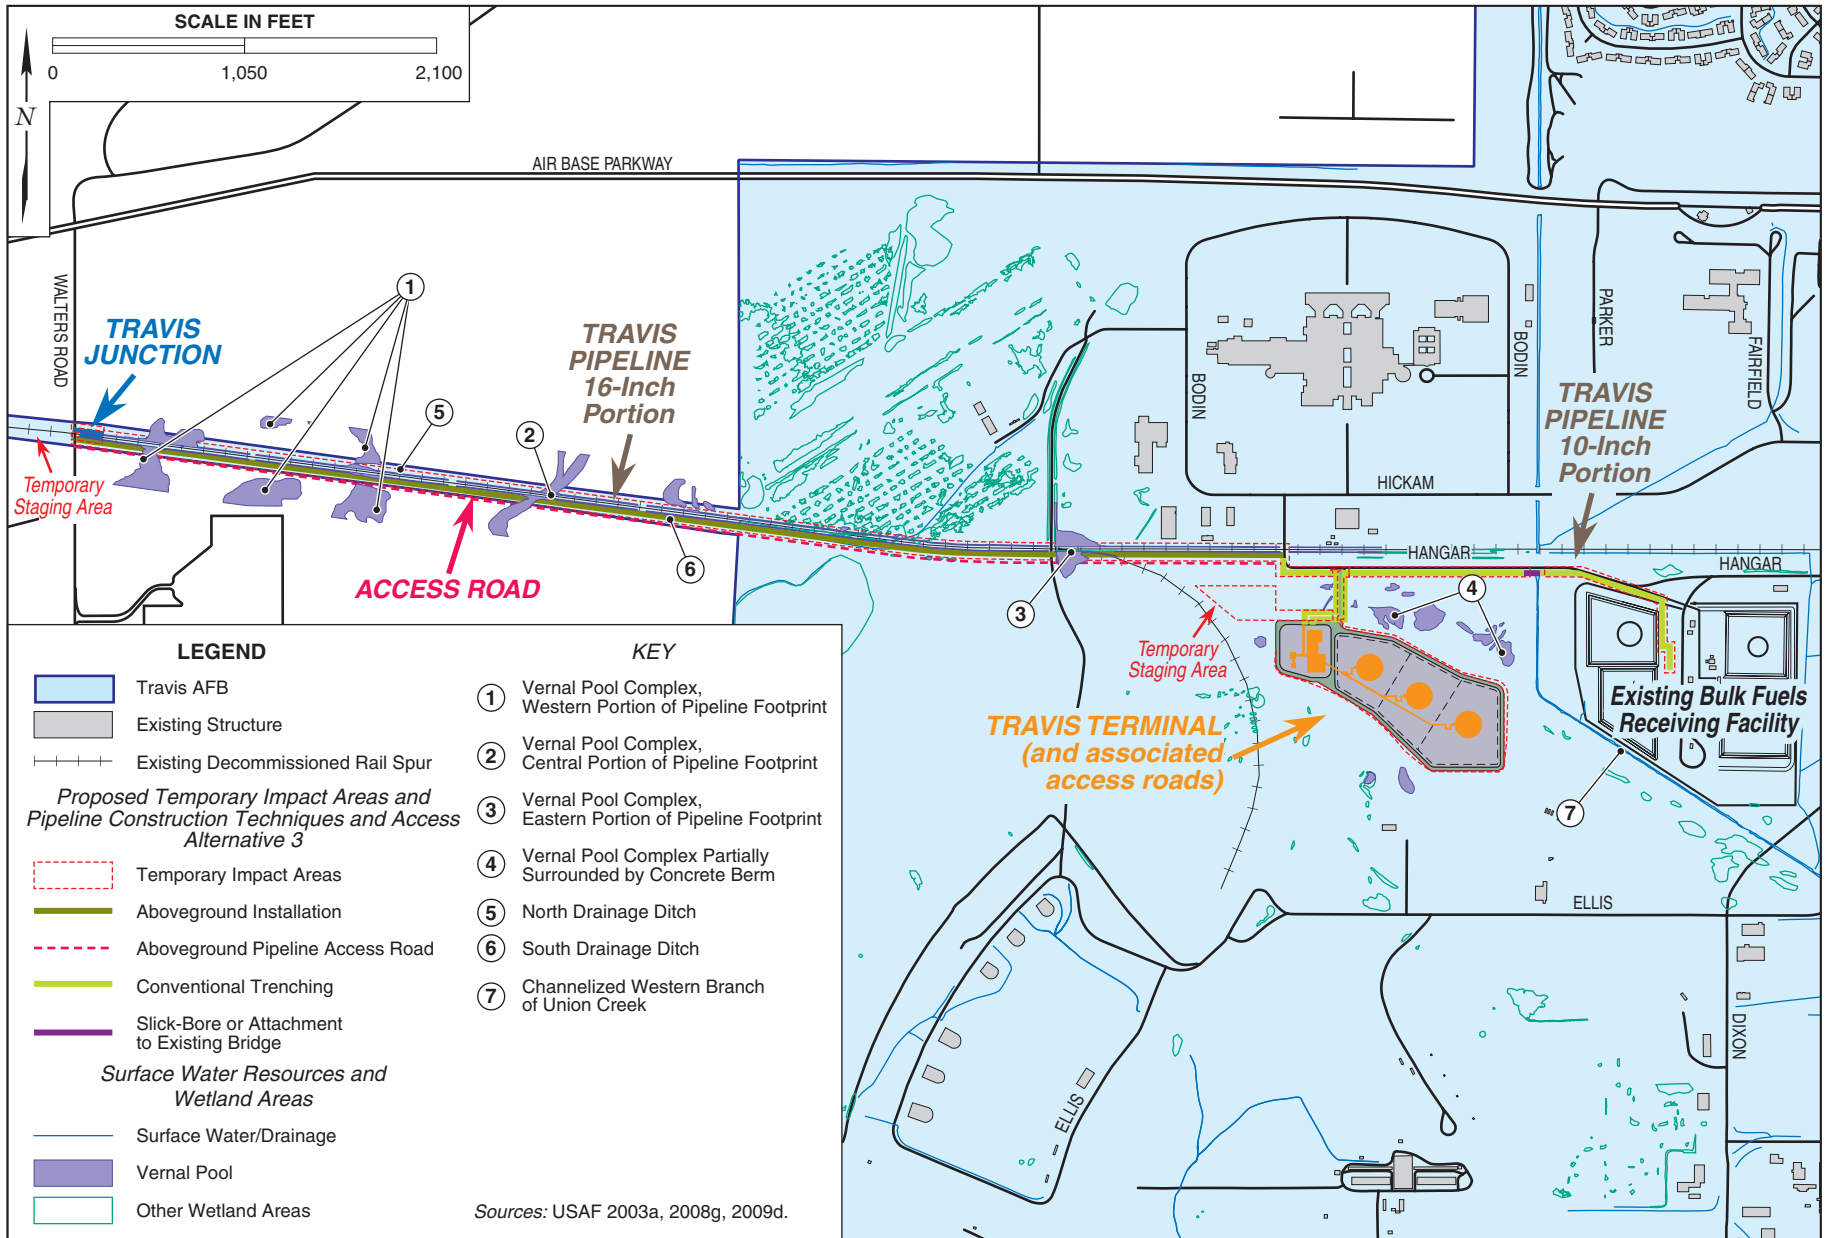 SCALE IN FEET
0 1,050 2,100
N
AIR BASE PARKWAY
WALTERS ROAD
1
TRAVIS
JUNCTION
TRAVIS
PIPELINE
16-Inch
Portion
5
2
Temporary
Staging Area
ACCESS ROAD
6
3
BODIN
BODIN
PARKER
FAIRFIELD
HICKAM
TRAVIS
PIPELINE
10-Inch
Portion
HANGAR
HANGAR
4
Temporary
Staging Area
TRAVIS TERMINAL
(and associated
access roads)
Existing Bulk Fuels
Receiving Facility
7
ELLIS
ELLIS
DIXON
LEGEND
Travis AFB
Existing Structure
Existing Decommissioned Rail Spur
Proposed Temporary Impact Areas and
Pipeline Construction Techniques and Access
Alternative 3
Temporary Impact Areas
Aboveground Installation
Aboveground Pipeline Access Road
Conventional Trenching
Slick-Bore or Attachment
to Existing Bridge
Surface Water Resources and
Wetland Areas
Surface Water/Drainage
Vernal Pool
Other Wetland Areas
KEY
1 Vernal Pool Complex,
Western Portion of Pipeline Footprint
2 Vernal Pool Complex,
Central Portion of Pipeline Footprint
3 Vernal Pool Complex,
Eastern Portion of Pipeline Footprint
4 Vernal Pool Complex Partially
Surrounded by Concrete Berm
5 North Drainage Ditch
6 South Drainage Ditch
7 Channelized Western Branch
of Union Creek
Sources: USAF 2003a, 2008g, 2009d.